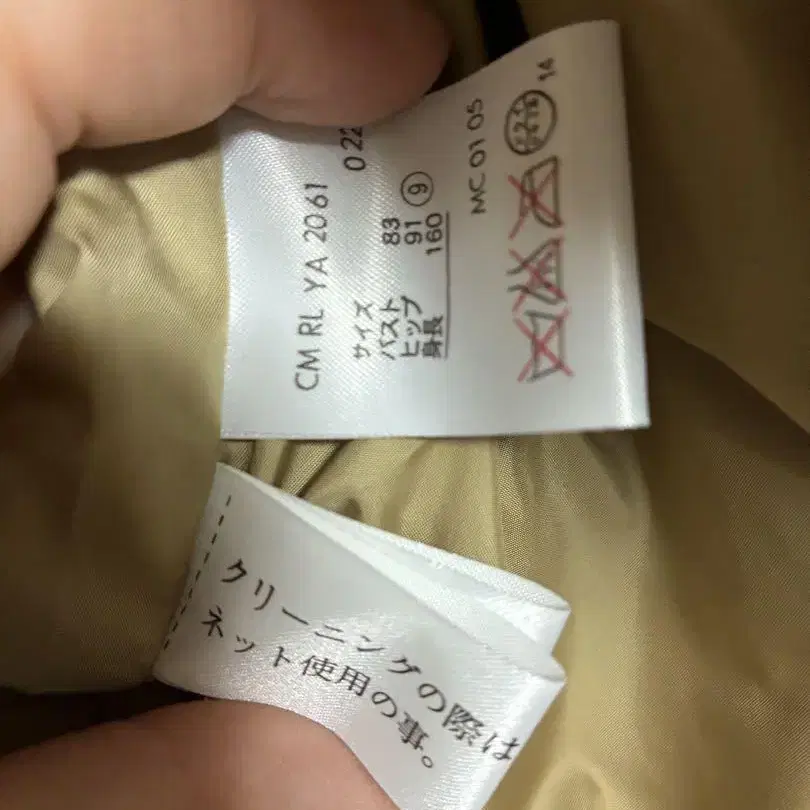 CM RL YA 2061
0 22
サイズ
バスト 83
ヒップ 91 ⑨
身長 160
MC 01 05
14
クリーニングの際は
ネット使用の事。